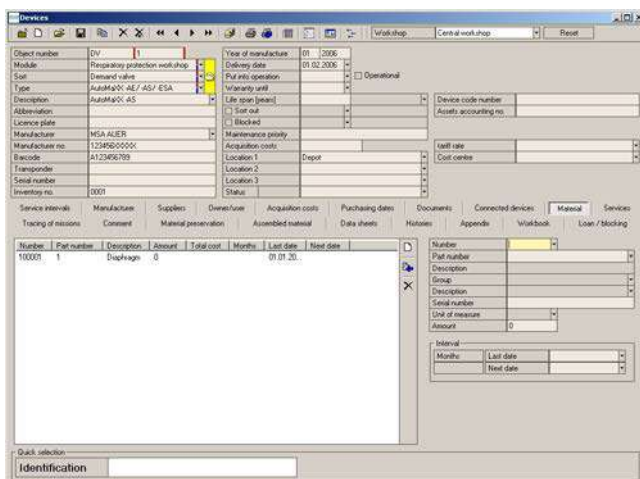 Devices
Workshop Central workshop Reset
Object number DV 1
Module Respiratory protection workshop
Sort Demand valve
Type AutoMaXX-AE/-AS/-ESA
Description AutoMaXX-AS
Abbreviation
Licence plate
Manufacturer MSA AUER
Manufacturer no. 123456XXXXX
Barcode A123456789
Transponder
Serial number
Inventory no. 0001
Year of manufacture 01 2006
Delivery date 01.02.2006
Put into operation Operational
Warranty until
Life span [years]
Sort out
Blocked
Maintenance priority
Acquisition costs
Location 1 Depot
Location 2
Location 3
Status
Device code number
Assets accounting no.
tariff rate
Cost centre
Service intervals Manufacturer Suppliers Owner/user Acquisition costs Purchasing dates Documents Connected devices Material Services
Tracing of missions Comment Material preservation Assembled material Data sheets Histories Appendix Workbook Loan / blocking
Number Part number Description Amount Total cost Months Last date Next date
100001 1 Diaphragm 0 01.01.20...
Number
Part number
Description
Group
Description
Serial number
Unit of measure
Amount 0
Interval
Months Last date
Next date
Quick selection
Identification